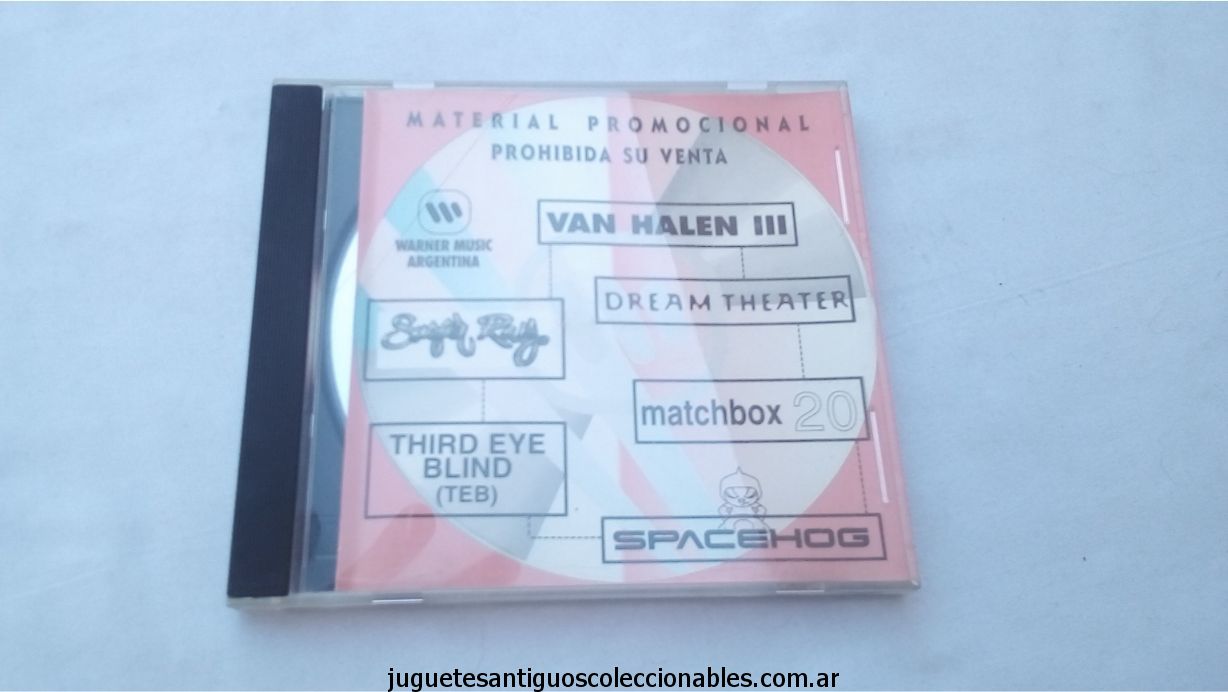 MATERIAL PROMOCIONAL
PROHIBIDA SU VENTA
WARNER MUSIC
ARGENTINA
VAN HALEN III
DREAM THEATER
Sugar Ray
matchbox 20
THIRD EYE
BLIND
(TEB)
SPACEHOG
juguetesantiguoscoleccionables.com.ar